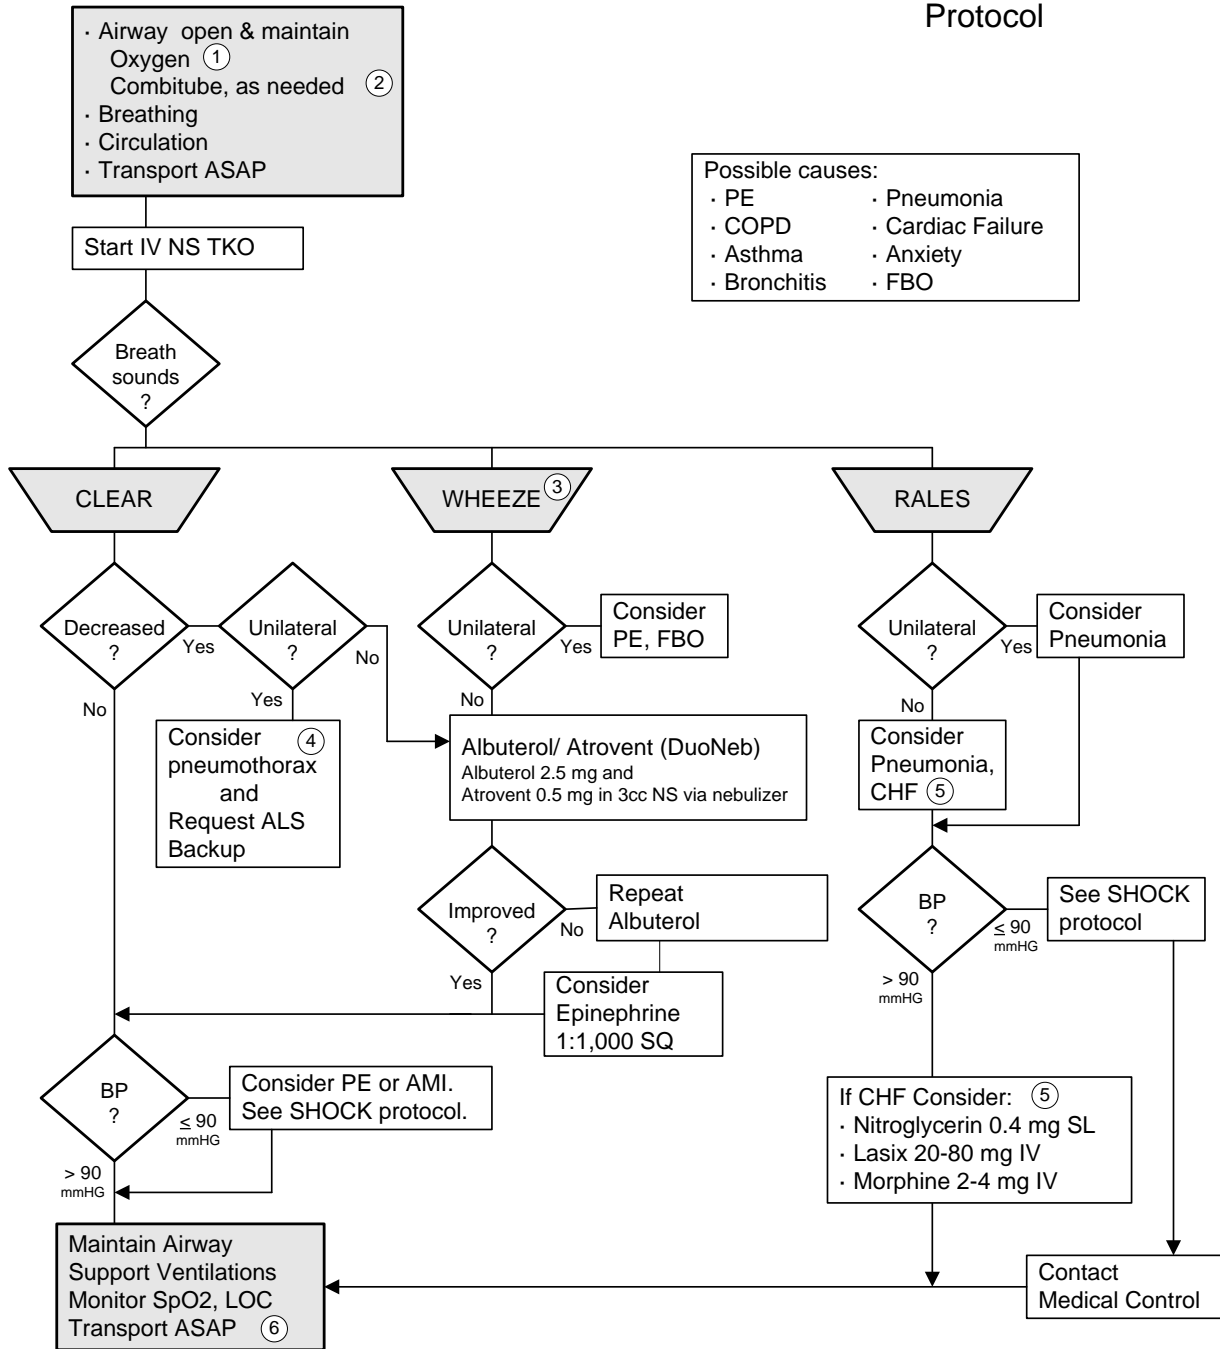 Protocol
· Airway open & maintain
Oxygen 1
Combitube, as needed 2
· Breathing
· Circulation
· Transport ASAP
Possible causes:
· PE
· COPD
· Asthma
· Bronchitis
· Pneumonia
· Cardiac Failure
· Anxiety
· FBO
Start IV NS TKO
Breath
sounds
?
CLEAR
WHEEZE 3
RALES
Decreased
?
Yes
No
Unilateral
?
No
Yes
Unilateral
?
Yes
No
Consider
PE, FBO
Unilateral
?
Yes
No
Consider
Pneumonia
Consider 4
pneumothorax
and
Request ALS
Backup
Albuterol/ Atrovent (DuoNeb)
Albuterol 2.5 mg and
Atrovent 0.5 mg in 3cc NS via nebulizer
Consider
Pneumonia,
CHF 5
Improved
?
No
Yes
Repeat
Albuterol
Consider
Epinephrine
1:1,000 SQ
BP
?
≤ 90
mmHG
> 90
mmHG
See SHOCK
protocol
BP
?
≤ 90
mmHG
> 90
mmHG
Consider PE or AMI.
See SHOCK protocol.
If CHF Consider: 5
· Nitroglycerin 0.4 mg SL
· Lasix 20-80 mg IV
· Morphine 2-4 mg IV
Maintain Airway
Support Ventilations
Monitor SpO2, LOC
Transport ASAP 6
Contact
Medical Control